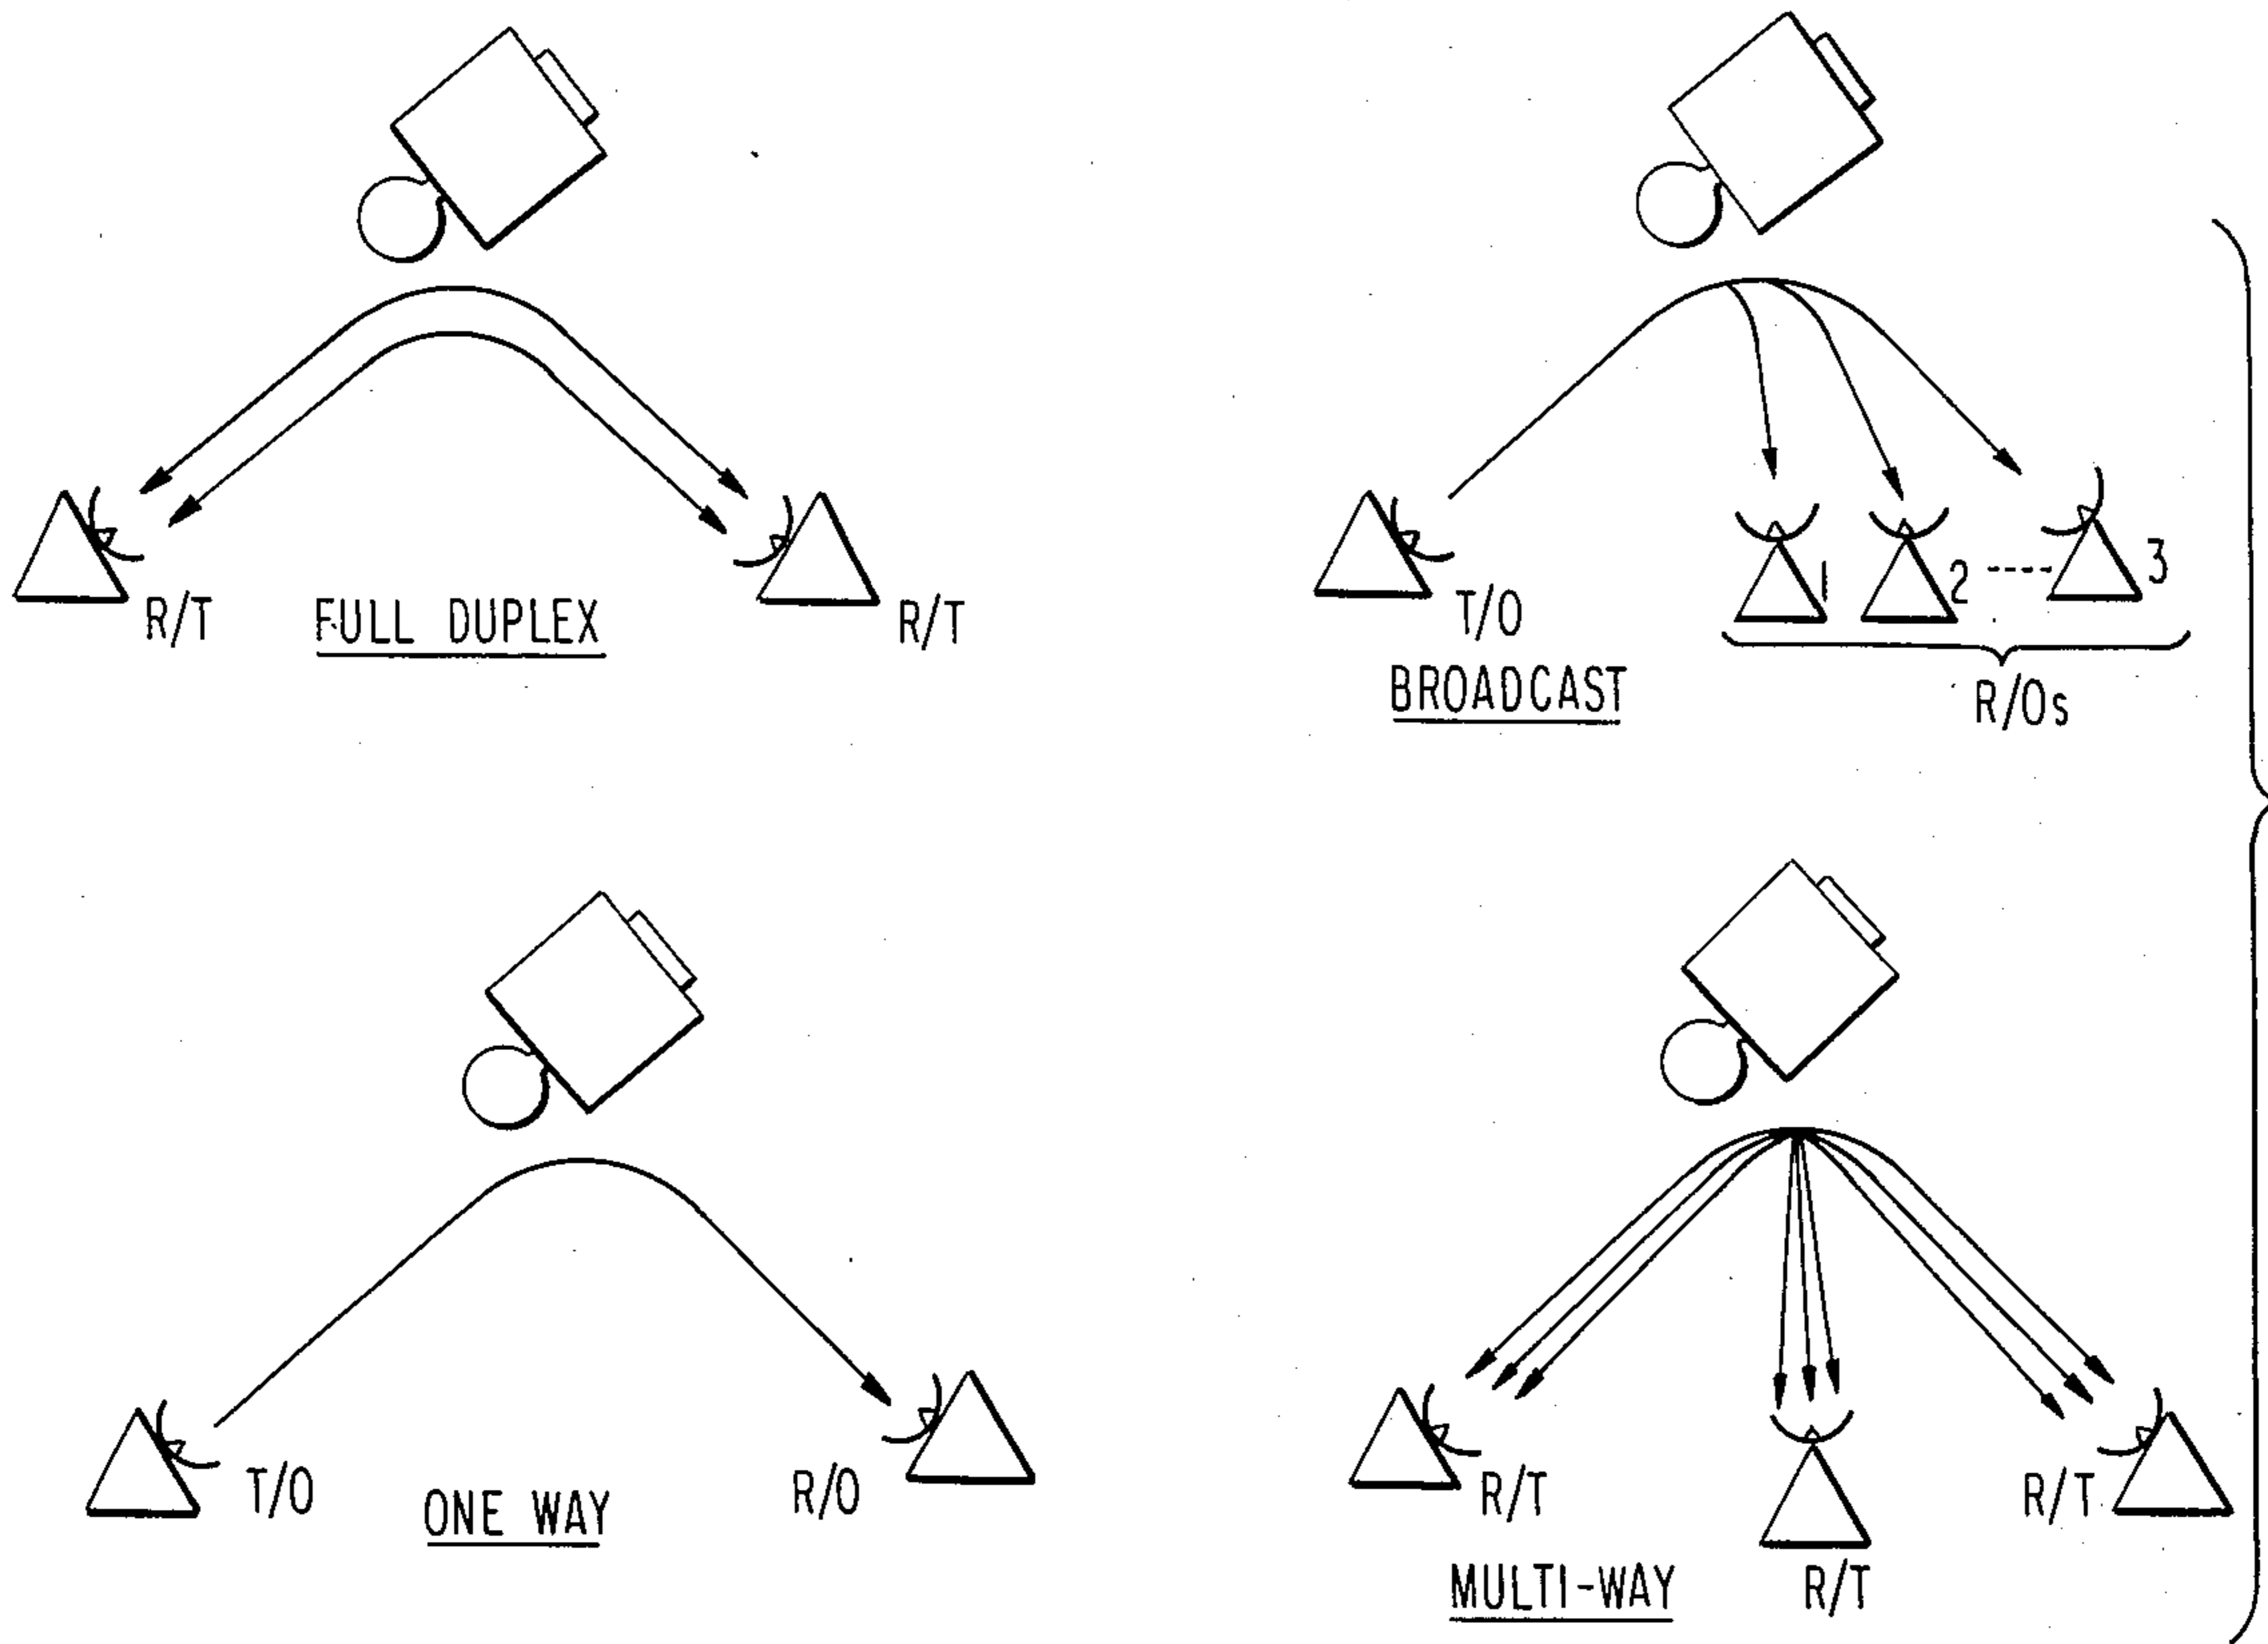 R/T
FULL DUPLEX
R/T
T/O
BROADCAST
1
2
3
R/Os
T/O
ONE WAY
R/O
R/T
MULTI-WAY
R/T
R/T